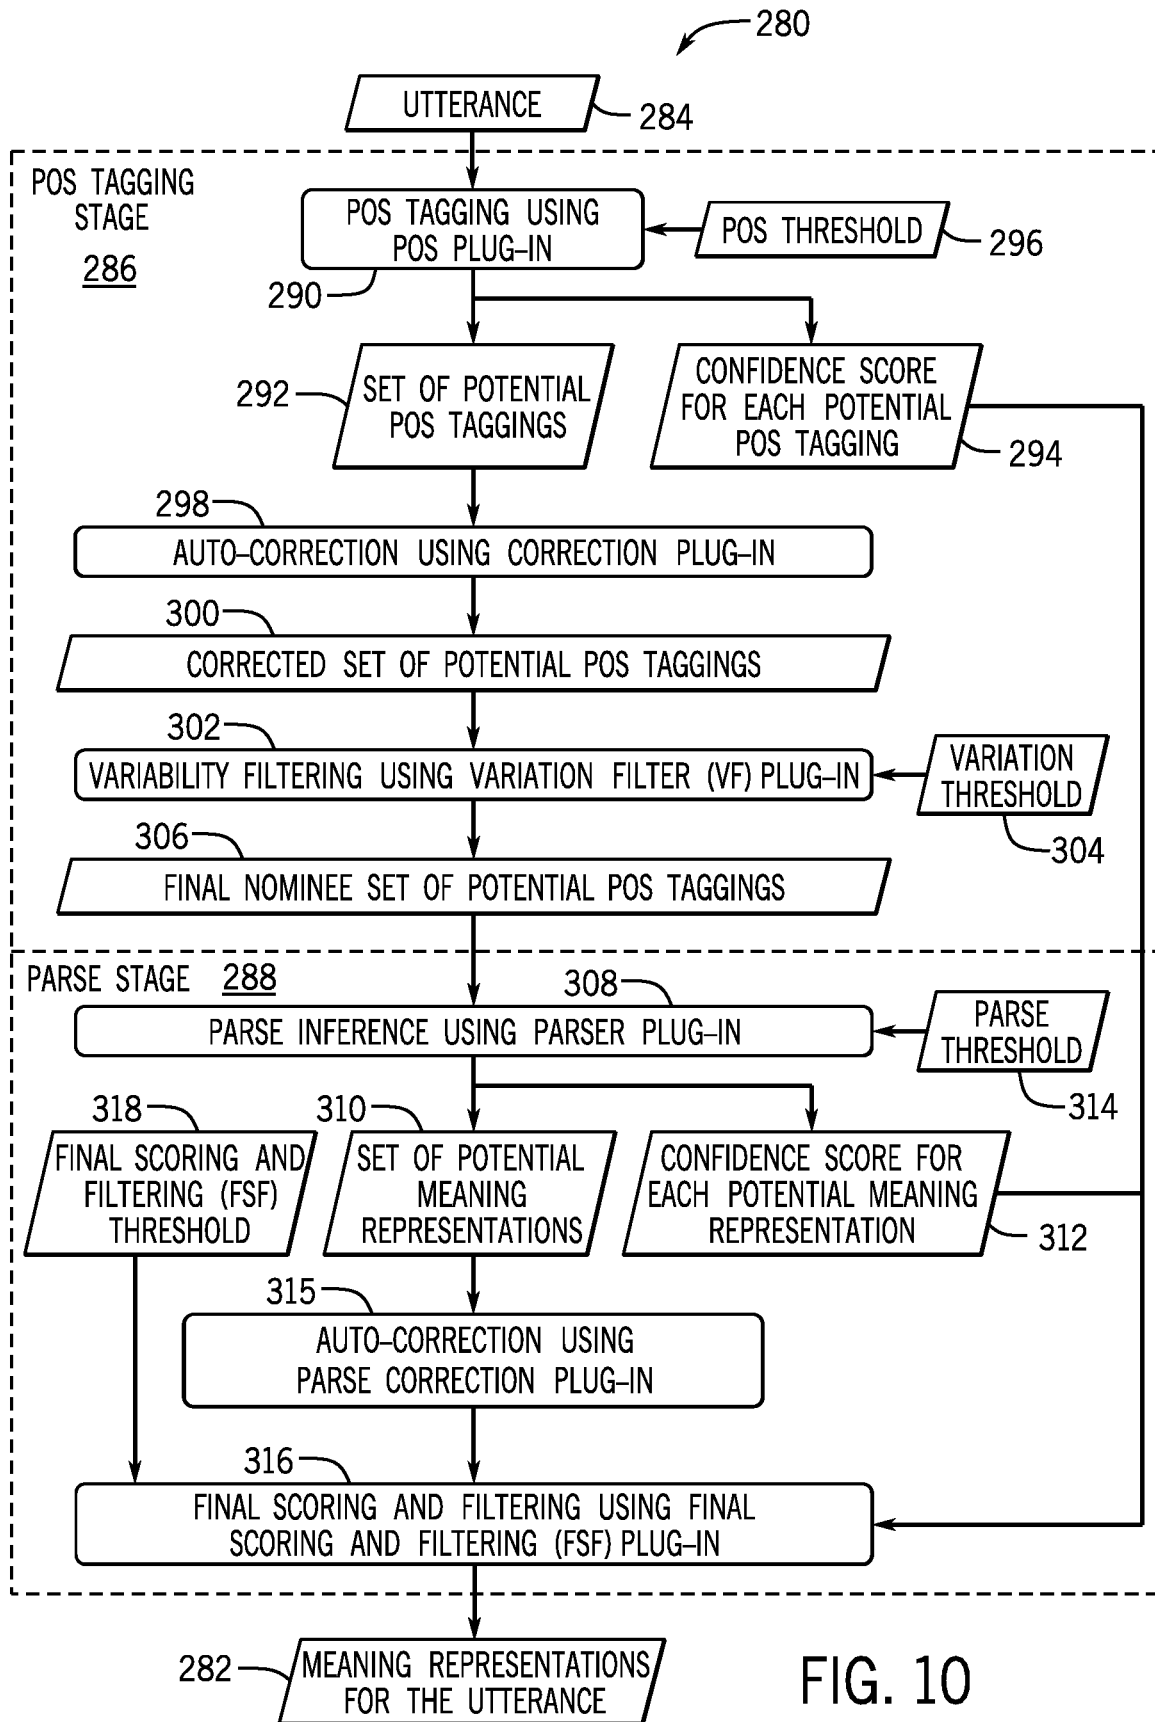 280
UTTERANCE
284
POS TAGGING
STAGE
286
POS TAGGING USING
POS PLUG-IN
290
POS THRESHOLD
296
292
SET OF POTENTIAL
POS TAGGINGS
CONFIDENCE SCORE
FOR EACH POTENTIAL
POS TAGGING
294
298
AUTO-CORRECTION USING CORRECTION PLUG-IN
300
CORRECTED SET OF POTENTIAL POS TAGGINGS
302
VARIABILITY FILTERING USING VARIATION FILTER (VF) PLUG-IN
VARIATION
THRESHOLD
304
306
FINAL NOMINEE SET OF POTENTIAL POS TAGGINGS
PARSE STAGE 288
308
PARSE INFERENCE USING PARSER PLUG-IN
PARSE
THRESHOLD
314
318
FINAL SCORING AND
FILTERING (FSF)
THRESHOLD
310
SET OF POTENTIAL
MEANING
REPRESENTATIONS
CONFIDENCE SCORE FOR
EACH POTENTIAL MEANING
REPRESENTATION
312
315
AUTO-CORRECTION USING
PARSE CORRECTION PLUG-IN
316
FINAL SCORING AND FILTERING USING FINAL
SCORING AND FILTERING (FSF) PLUG-IN
282
MEANING REPRESENTATIONS
FOR THE UTTERANCE
FIG. 10